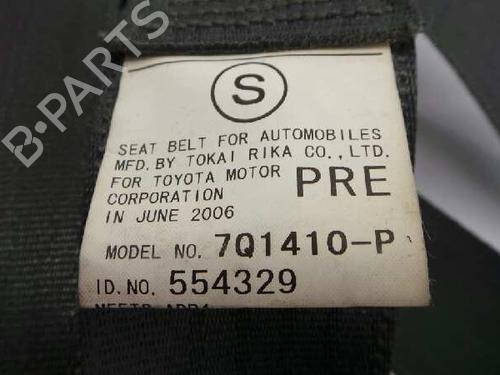 B-PARTS
S
SEAT BELT FOR AUTOMOBILES
MFD. BY TOKAI RIKA CO., LTD.
FOR TOYOTA MOTOR
CORPORATION PRE
IN JUNE 2006
MODEL NO. 7Q1410-P
ID.NO. 554329